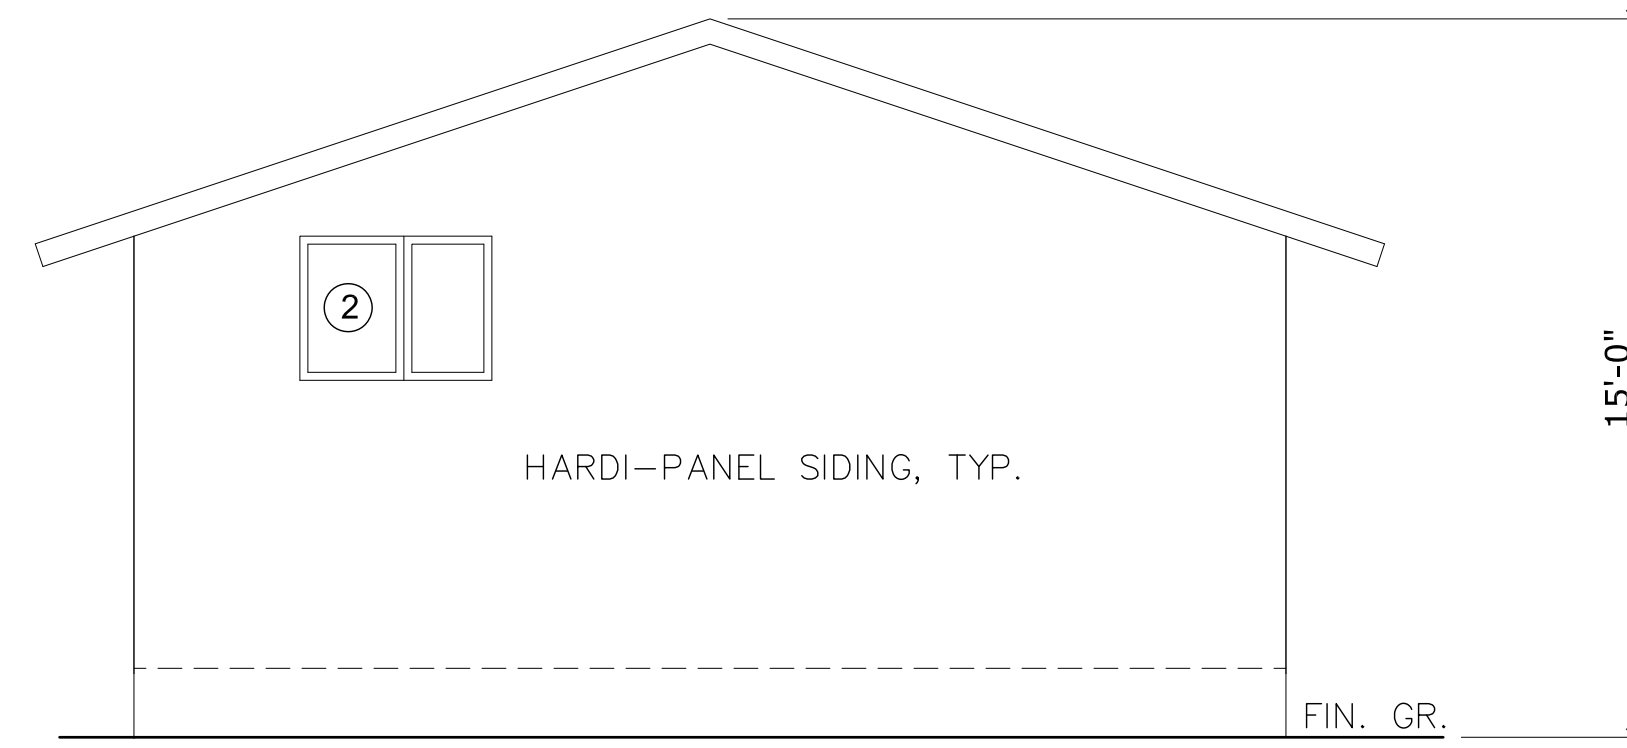 2
15'-0"
HARDI-PANEL SIDING, TYP.
FIN. GR.